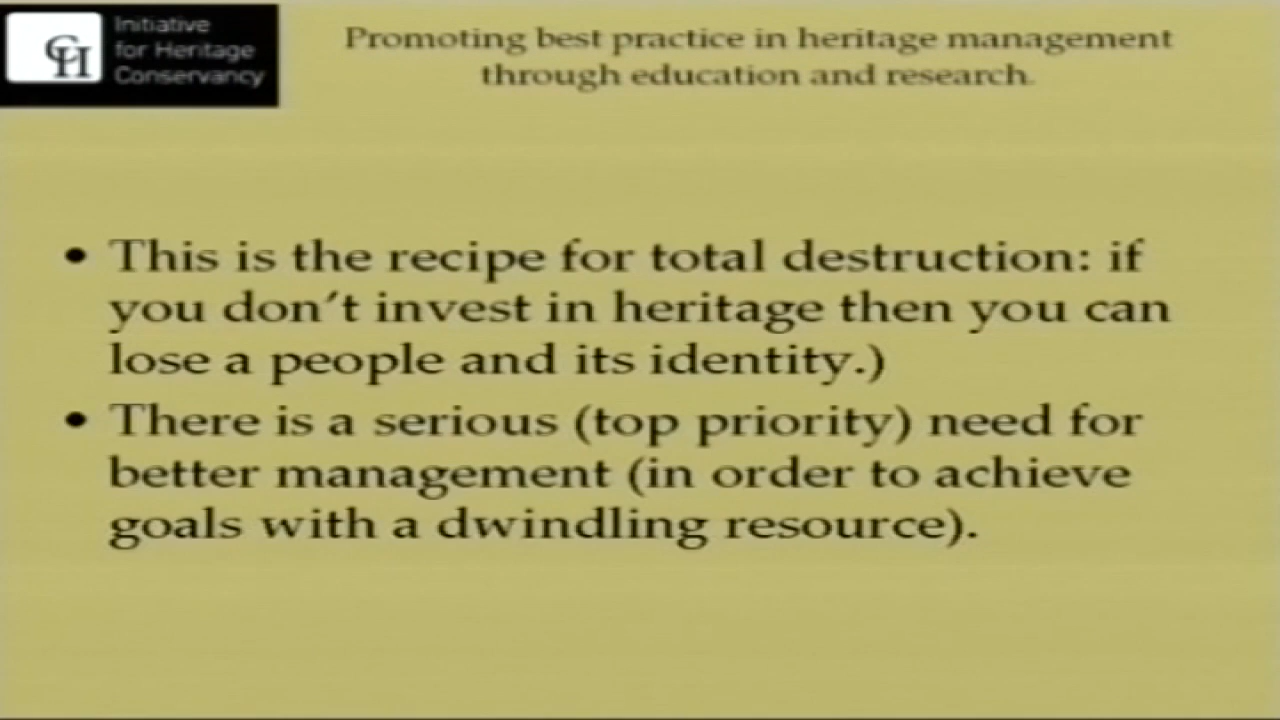 CH
Initiative
for Heritage
Conservancy
Promoting best practice in heritage management
through education and research.
• This is the recipe for total destruction: if
you don't invest in heritage then you can
lose a people and its identity.)
• There is a serious (top priority) need for
better management (in order to achieve
goals with a dwindling resource).